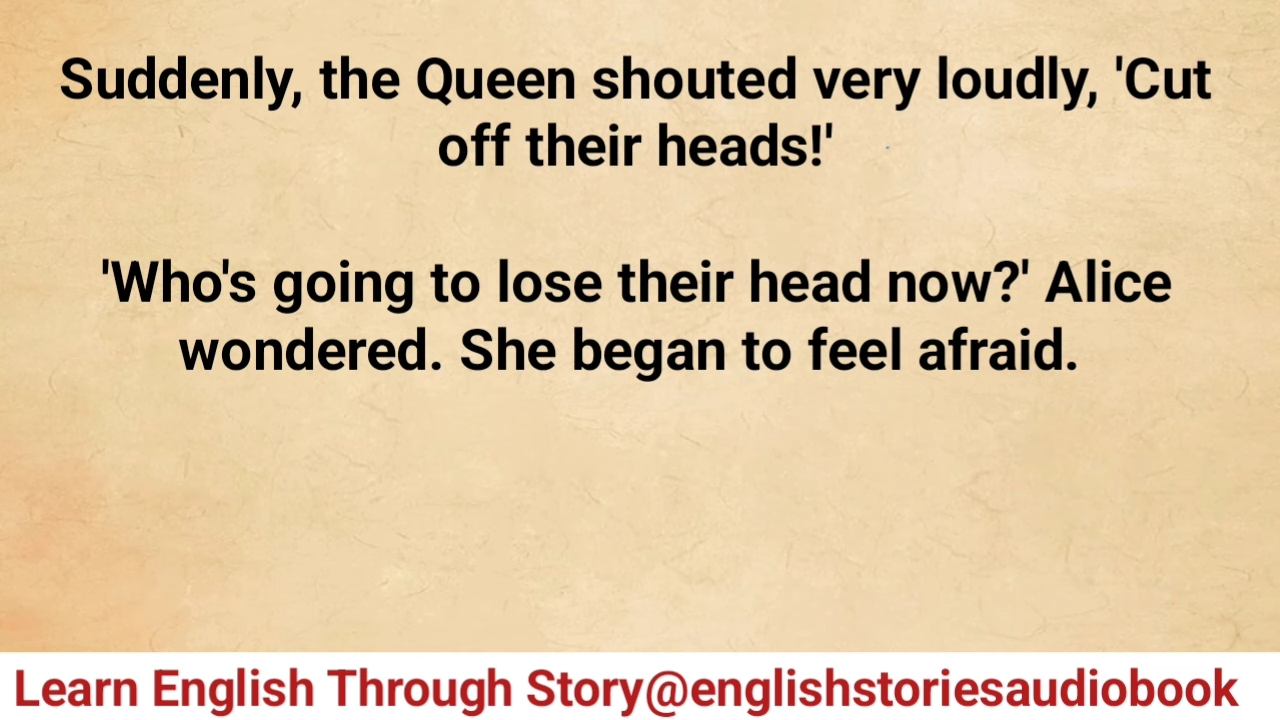 Suddenly, the Queen shouted very loudly, 'Cut
off their heads!'
'Who's going to lose their head now?' Alice
wondered. She began to feel afraid.
Learn English Through Story@englishstoriesaudiobook